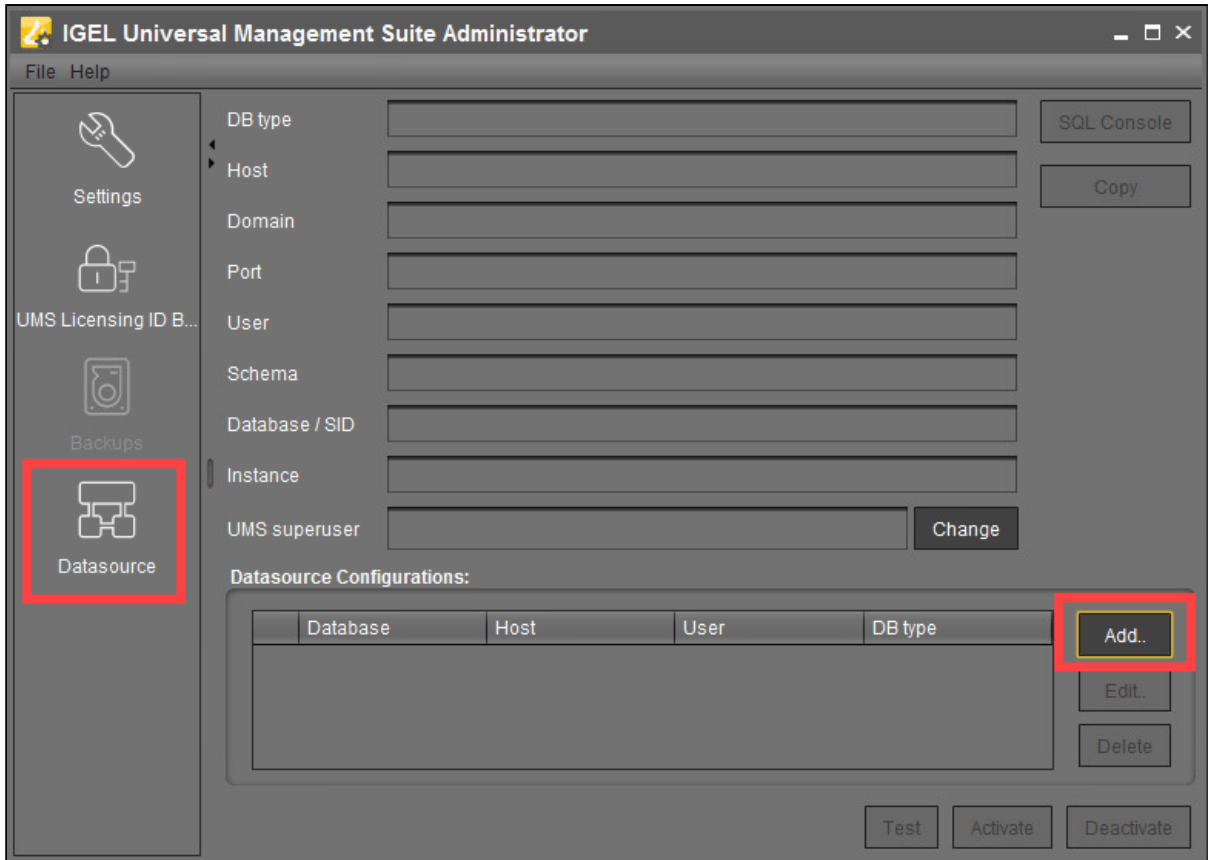 IGEL Universal Management Suite Administrator
File Help
Settings
UMS Licensing ID B...
Backups
Datasource
DB type
Host
Domain
Port
User
Schema
Database / SID
Instance
UMS superuser
Change
SQL Console
Copy
Datasource Configurations:
Database Host User DB type
Add..
Edit..
Delete
Test Activate Deactivate